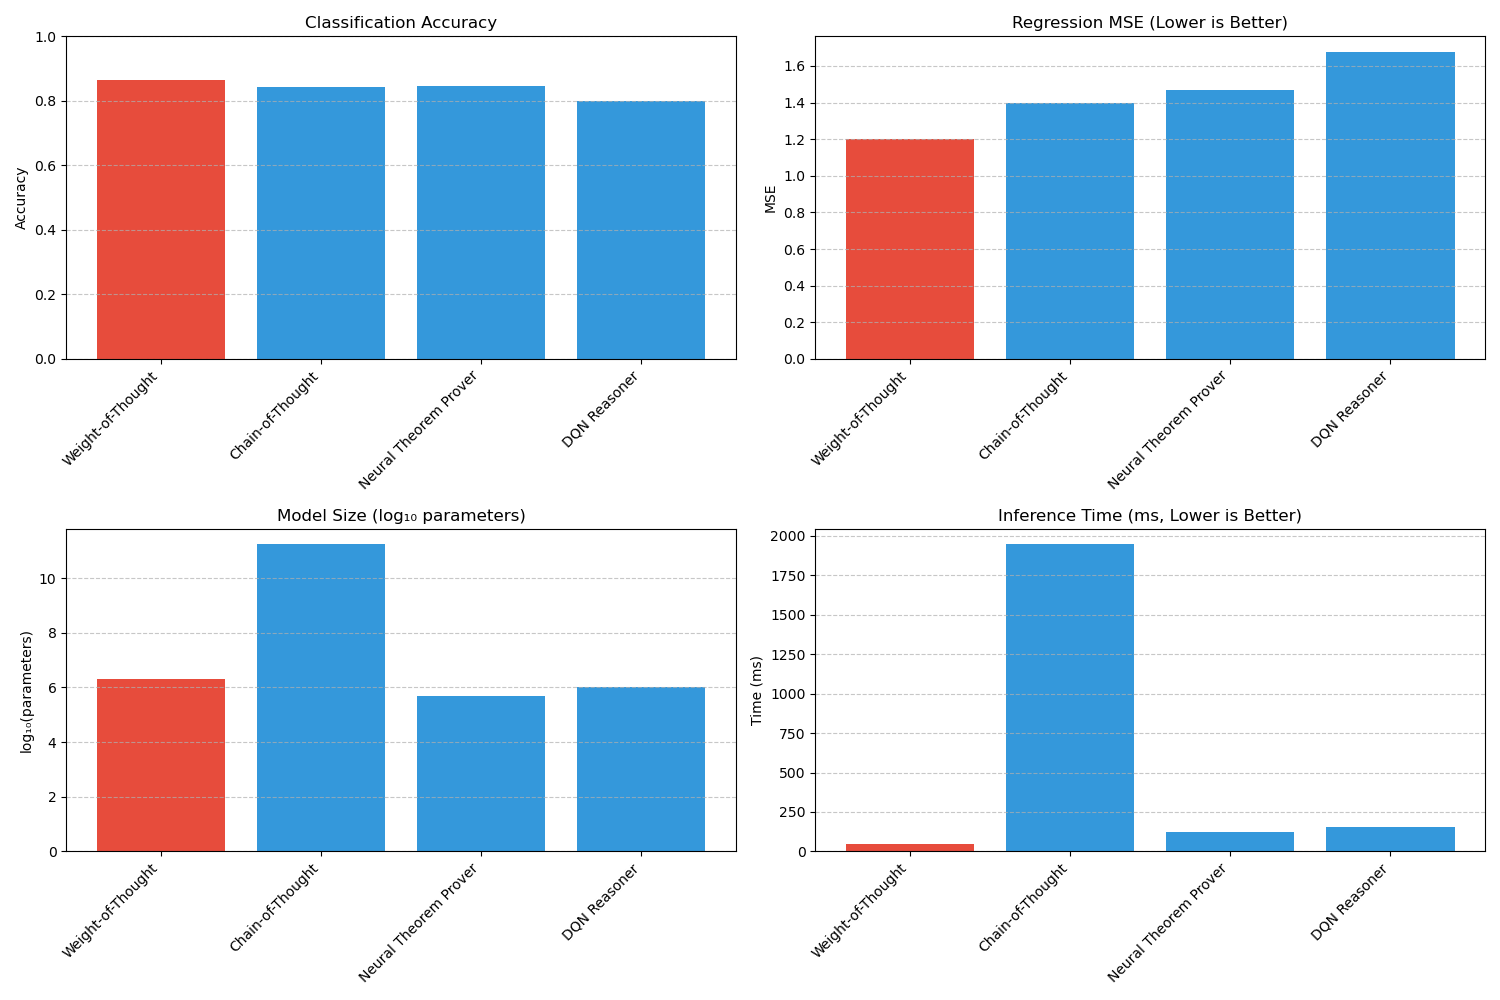 Classification Accuracy
Accuracy
1.0
0.8
0.6
0.4
0.2
0.0
Weight-of-Thought
Chain-of-Thought
Neural Theorem Prover
DQN Reasoner
Regression MSE (Lower is Better)
MSE
1.6
1.4
1.2
1.0
0.8
0.6
0.4
0.2
0.0
Weight-of-Thought
Chain-of-Thought
Neural Theorem Prover
DQN Reasoner
Model Size (log₁₀ parameters)
log₁₀(parameters)
10
8
6
4
2
0
Weight-of-Thought
Chain-of-Thought
Neural Theorem Prover
DQN Reasoner
Inference Time (ms, Lower is Better)
Time (ms)
2000
1750
1500
1250
1000
750
500
250
0
Weight-of-Thought
Chain-of-Thought
Neural Theorem Prover
DQN Reasoner